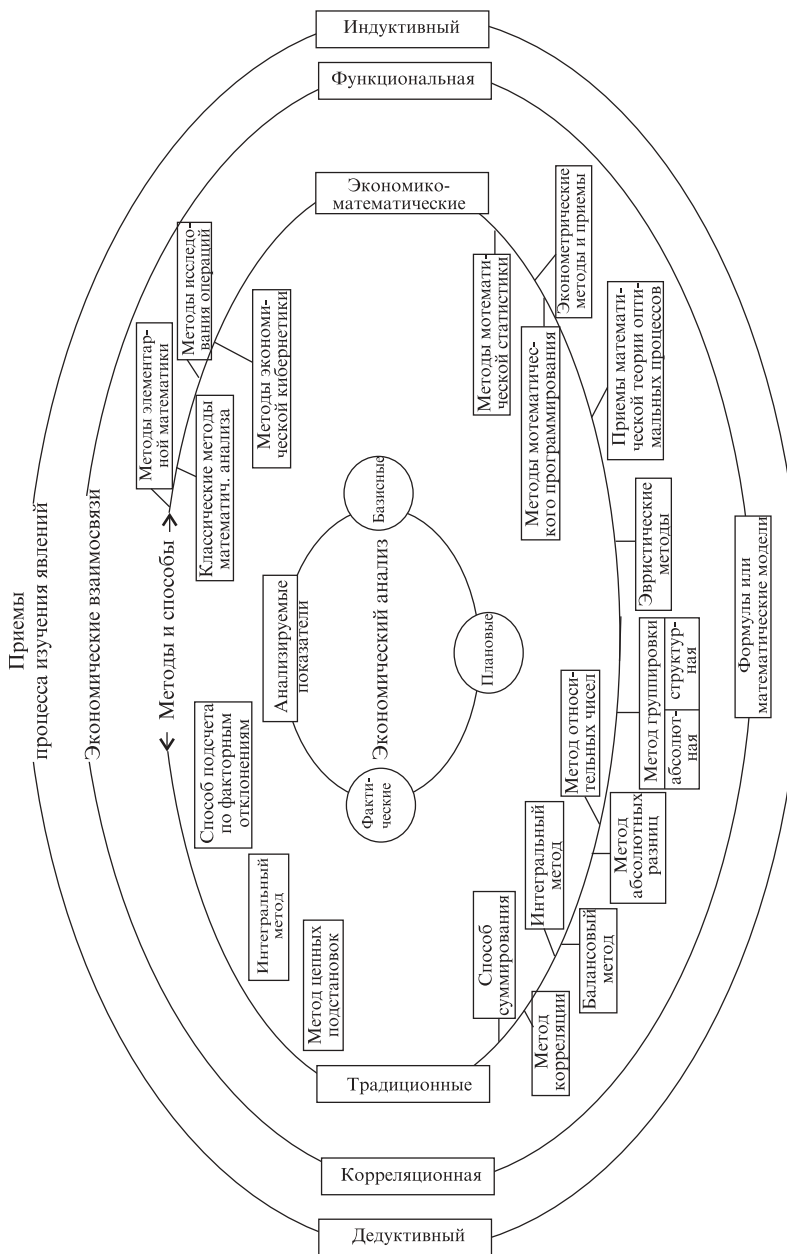 Приемы
процесса изучения явлений
Экономические взаимосвязи
Методы и способы
Индуктивный
Функциональная
Экономико-
математические
Методы элементар-
ной математики
Классические методы
математич. анализа
Методы исследо-
вания операций
Методы экономи-
ческой кибернетики
Способ подсчета
по факторным
отклонениям
Интегральный
метод
Метод цепных
подстановок
Анализируемые
показатели
Экономический анализ
Факти-
ческие
Базисные
Плановые
Методы мотемати-
ческой статистики
Эконометрические
методы и приемы
Методы мотематичес-
кого программирования
Приемы математи-
ческой теории опти-
мальных процессов
Эвристические
методы
Метод группировки
абсолют-
ная
структур-
ная
Метод относи-
тельных чисел
Метод
абсолютных
разниц
Интегральный
метод
Балансовый
метод
Способ
суммирования
Метод
корреляции
Традиционные
Корреляционная
Дедуктивный
Формулы или
математические модели